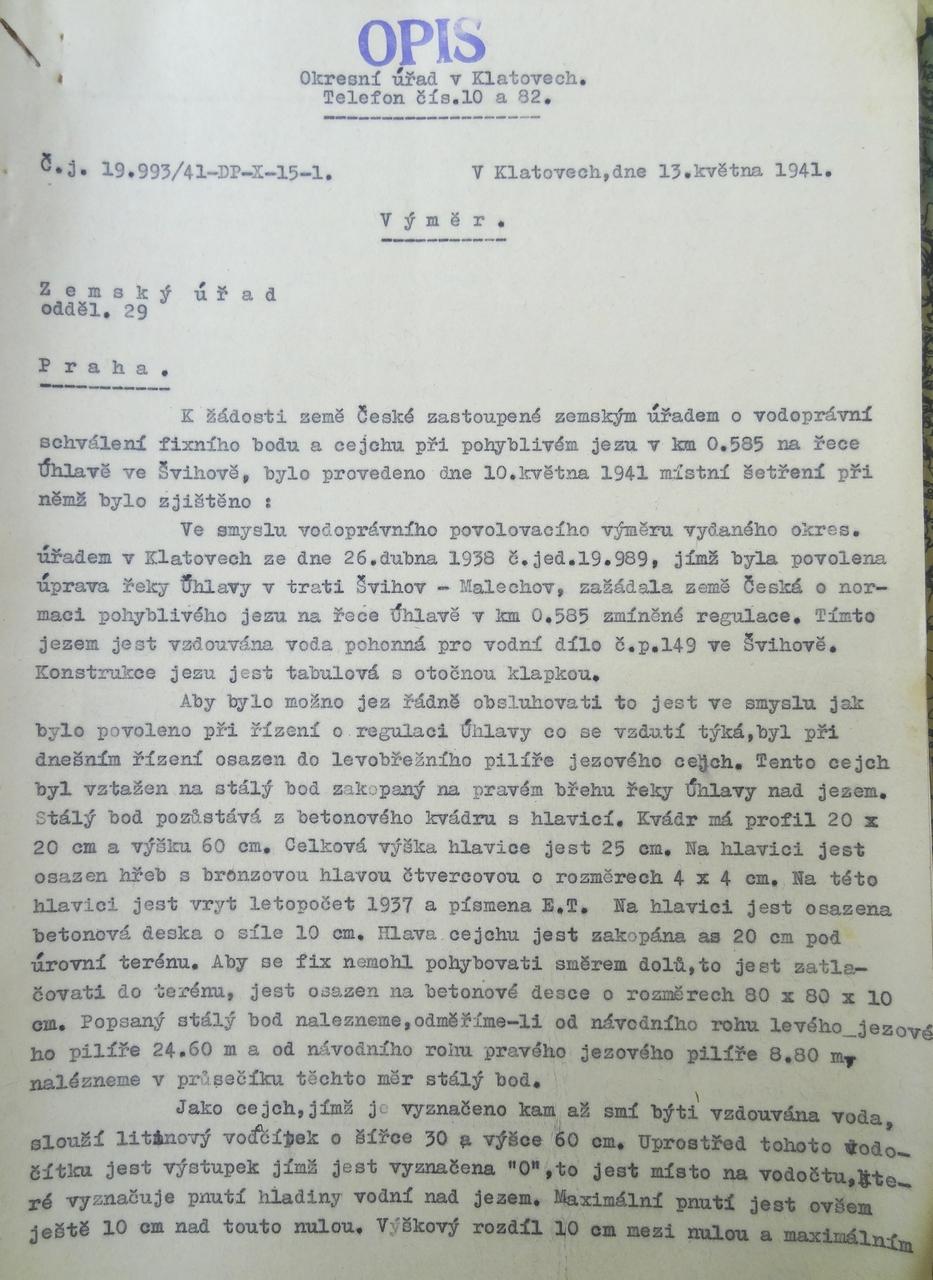 OPIS
Okresní úřad v Klatovech.
Telefon čís.10 a 82.
Č.j. 19.993/41-DP-X-15-1. V Klatovech,dne 13.května 1941.
V ý m ě r .
Z e m s k ý ú ř a d
odděl. 29
P r a h a .
K žádosti země České zastoupené zemským úřadem o vodoprávní
schválení fixního bodu a cejchu při pohyblivém jezu v km 0.585 na řece
Úhlavě ve Švihově, bylo provedeno dne 10.května 1941 místní šetření při
němž bylo zjištěno :
Ve smyslu vodoprávního povolovacího výměru vydaného okres.
úřadem v Klatovech ze dne 26.dubna 1938 č.jed.19.989, jímž byla povolena
úprava řeky Úhlavy v trati Švihov - Malechov, zažádala země Česká o nor-
maci pohyblivého jezu na řece Úhlavě v km 0.585 zmíněné regulace. Tímto
jezem jest vzdouvána voda pohonná pro vodní dílo č.p.149 ve Švihově.
Konstrukce jezu jest tabulová s otočnou klapkou.
Aby bylo možno jez řádně obsluhovati to jest ve smyslu jak
bylo povoleno při řízení o regulaci Úhlavy co se vzdutí týká,byl při
dnešním řízení osazen do levobřežního pilíře jezového cejch. Tento cejch
byl vztažen na stálý bod zakopaný na pravém břehu řeky Úhlavy nad jezem.
Stálý bod pozůstává z betonového kvádru s hlavicí. Kvádr má profil 20 x
20 cm a výšku 60 cm. Celková výška hlavice jest 25 cm. Na hlavici jest
osazen hřeb s bronzovou hlavou čtvercovou o rozměrech 4 x 4 cm. Na této
hlavici jest vryt letopočet 1937 a písmena E.T. Na hlavici jest osazena
betonová deska o síle 10 cm. Hlava cejchu jest zakopána as 20 cm pod
úrovní terénu. Aby se fix nemohl pohybovati směrem dolů,to jest zatla-
čovati do terénu, jest osazen na betonové desce o rozměrech 80 x 80 x 10
cm. Popsaný stálý bod nalezneme,odměříme-li od návodního rohu levého jezové
ho pilíře 24.60 m a od návodního rohu pravého jezového pilíře 8.80 m,
nalézneme v průsečíku těchto měr stálý bod.
Jako cejch,jímž je vyznačeno kam až smí býti vzdouvána voda,
slouží litinový vodčítek o šířce 30 a výšce 60 cm. Uprostřed tohoto vodo-
čítku jest výstupek jímž jest vyznačena "O",to jest místo na vodočtu,kte-
ré vyznačuje pnutí hladiny vodní nad jezem. Maximální pnutí jest ovšem
ještě 10 cm nad touto nulou. Výškový rozdíl 10 cm mezi nulou a maximálním